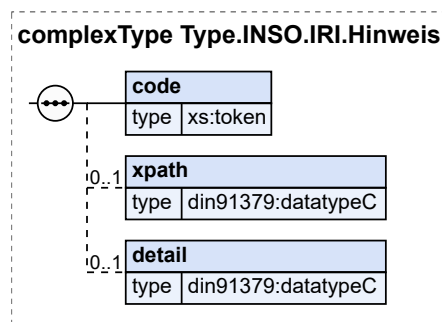 complexType Type.INSO.IRI.Hinweis
code
type xs:token
0..1 xpath
type din91379:datatypeC
0..1 detail
type din91379:datatypeC